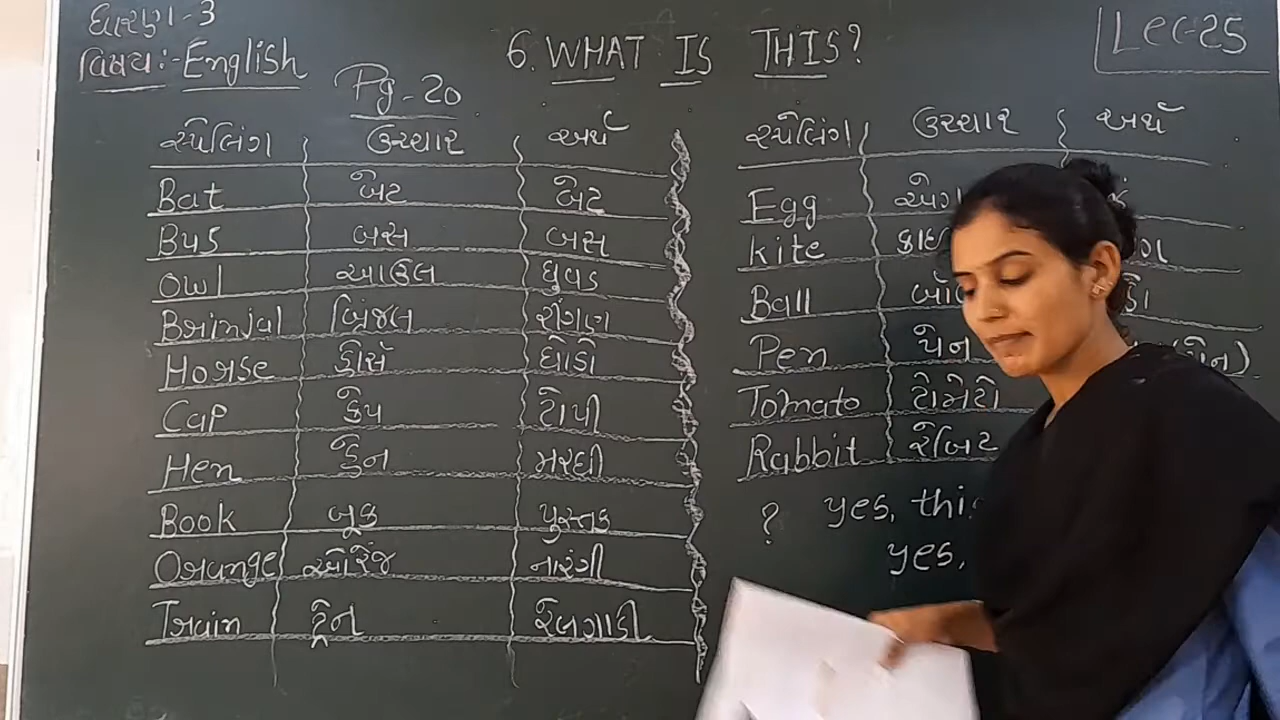 ધોરણ-3
વિષય:-English
6. WHAT IS THIS?
Lec-25
Pg-20
સ્પેલિંગ ઉચ્ચાર અર્થ
Bat બેટ બેટ
Bus બસ બસ
Owl આઉલ ઘુવડ
Brinjal બ્રિંજલ રીંગણ
Horse હોર્સ ઘોડો
Cap કેપ ટોપી
Hen હેન મરઘી
Book બૂક પુસ્તક
Orange ઓરેંજ નારંગી
Train ટ્રેન રેલગાડી
સ્પેલિંગ ઉચ્ચાર અર્થ
Egg
kite
Ball
Pen પેન
Tomato ટોમેટો
Rabbit રેબિટ
? yes,
yes,